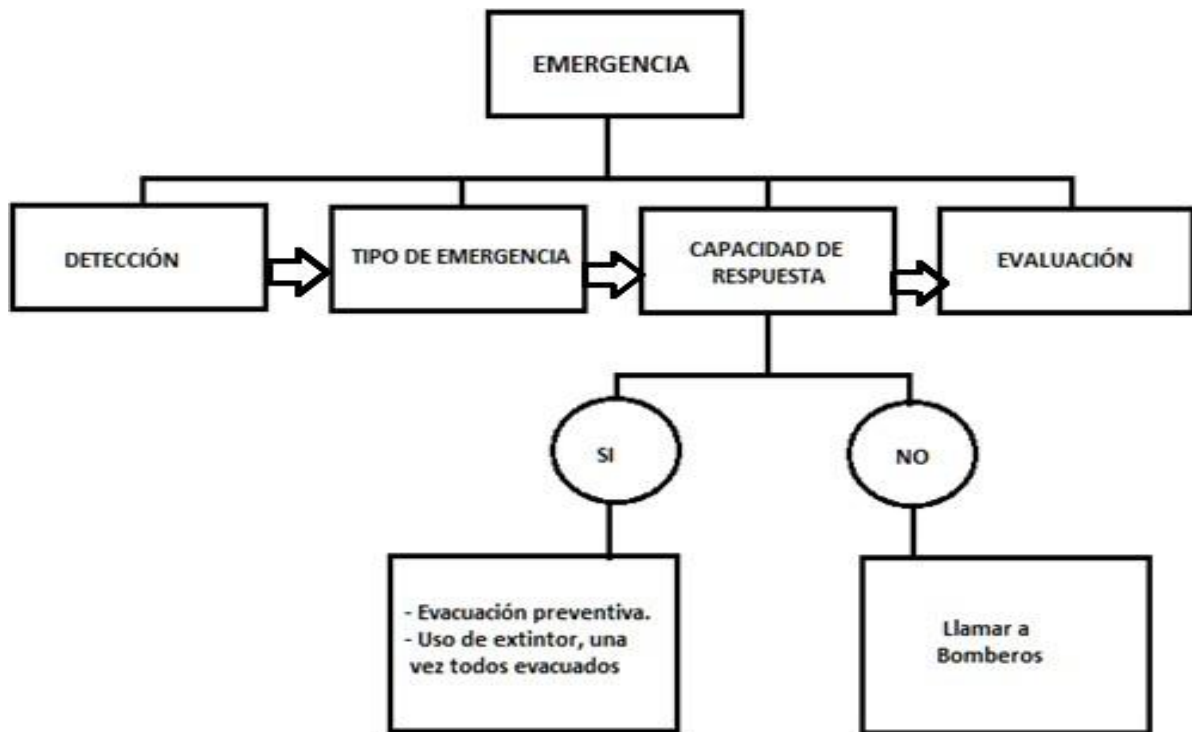 EMERGENCIA
DETECCIÓN
TIPO DE EMERGENCIA
CAPACIDAD DE
RESPUESTA
EVALUACIÓN
SI
NO
- Evacuación preventiva.
- Uso de extintor, una
vez todos evacuados
Llamar a
Bomberos